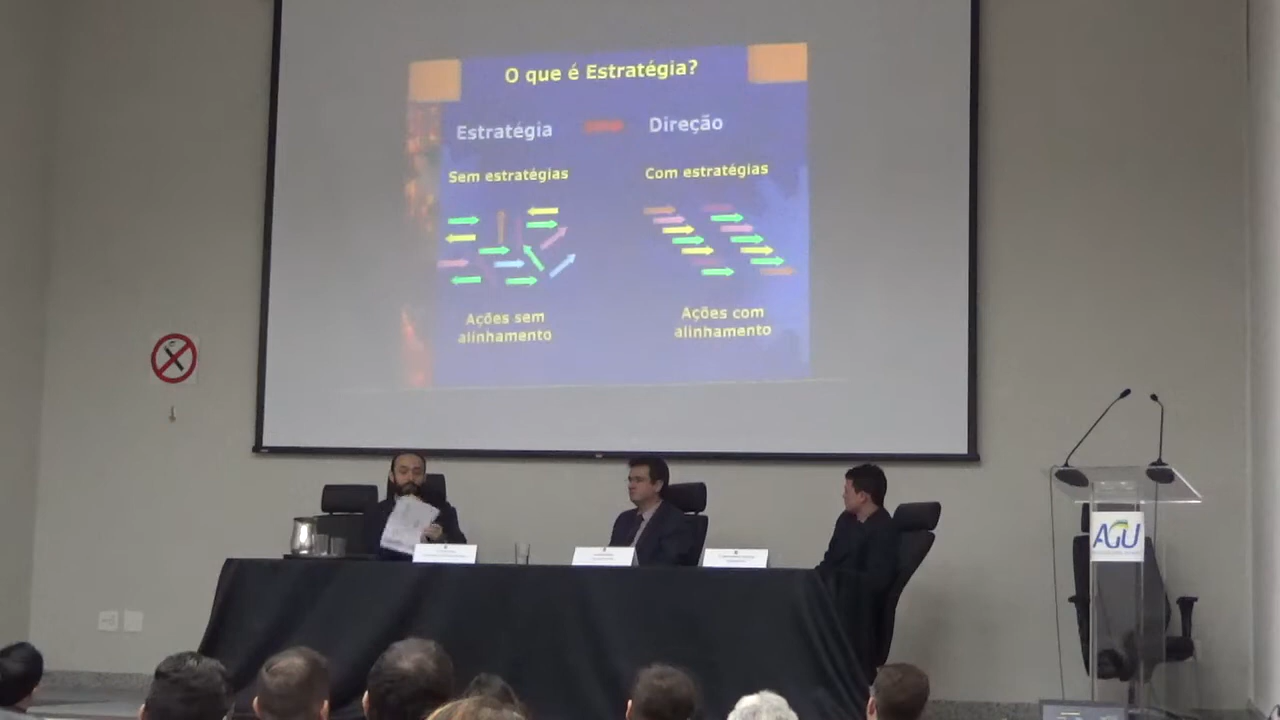 O que é Estratégia?
Estratégia
Direção
Sem estratégias
Com estratégias
Ações sem
alinhamento
Ações com
alinhamento
AGU